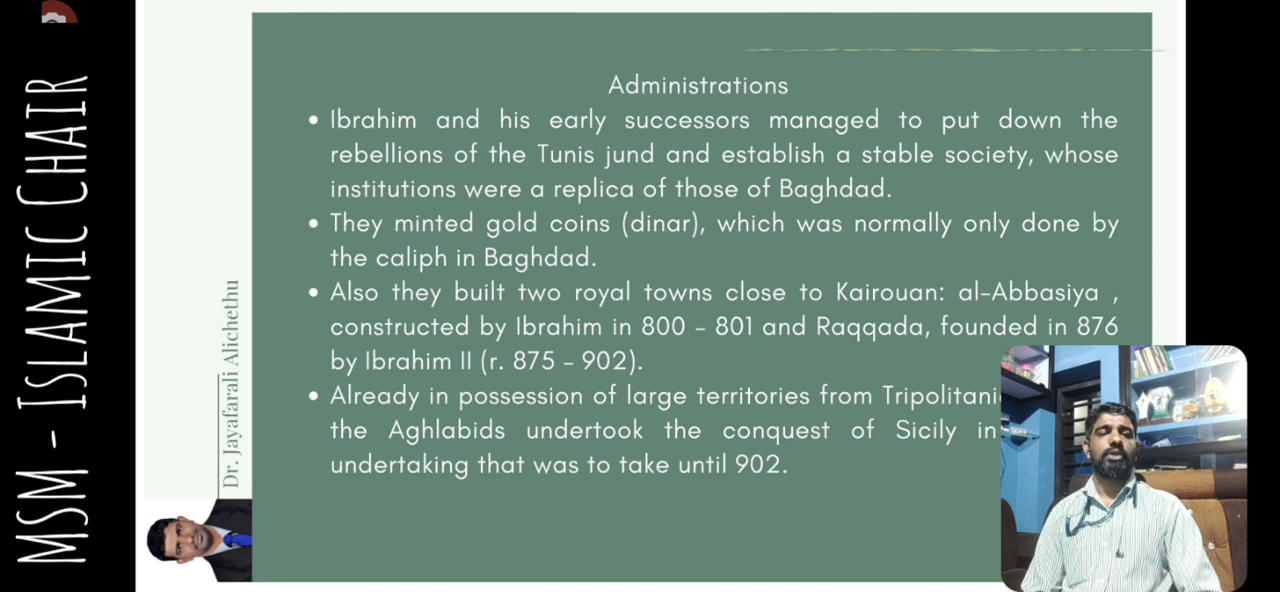 MSM - ISLAMIC CHAIR
Dr. Jayafarali Alichethu
Administrations
• Ibrahim and his early successors managed to put down the
rebellions of the Tunis jund and establish a stable society, whose
institutions were a replica of those of Baghdad.
• They minted gold coins (dinar), which was normally only done by
the caliph in Baghdad.
• Also they built two royal towns close to Kairouan: al-Abbasiya ,
constructed by Ibrahim in 800 - 801 and Raqqada, founded in 876
by Ibrahim II (r. 875 - 902).
• Already in possession of large territories from
the Aghlabids undertook the conquest of Sicily in
undertaking that was to take until 902.